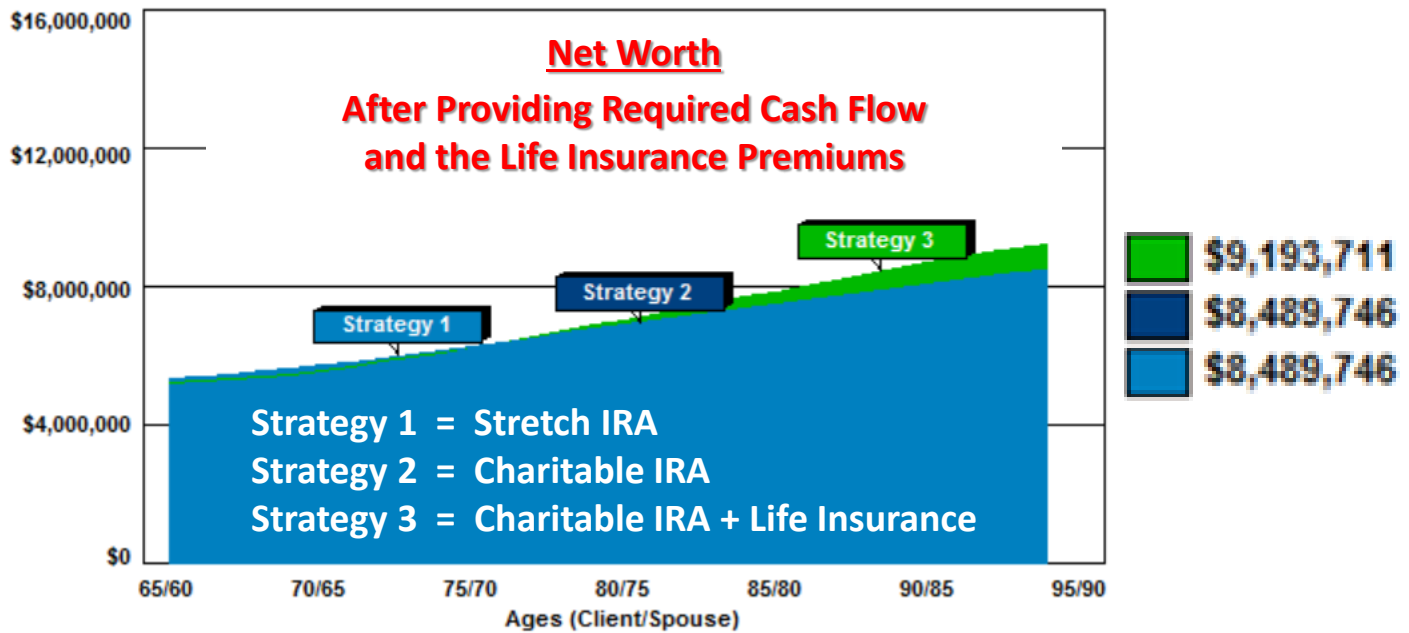 $16,000,000
Net Worth
After Providing Required Cash Flow
and the Life Insurance Premiums
$12,000,000
Strategy 3
$9,193,711
$8,000,000
Strategy 2
$8,489,746
Strategy 1
$8,489,746
$4,000,000
Strategy 1 = Stretch IRA
Strategy 2 = Charitable IRA
Strategy 3 = Charitable IRA + Life Insurance
$0
65/60 70/65 75/70 80/75 85/80 90/85 95/90
Ages (Client/Spouse)